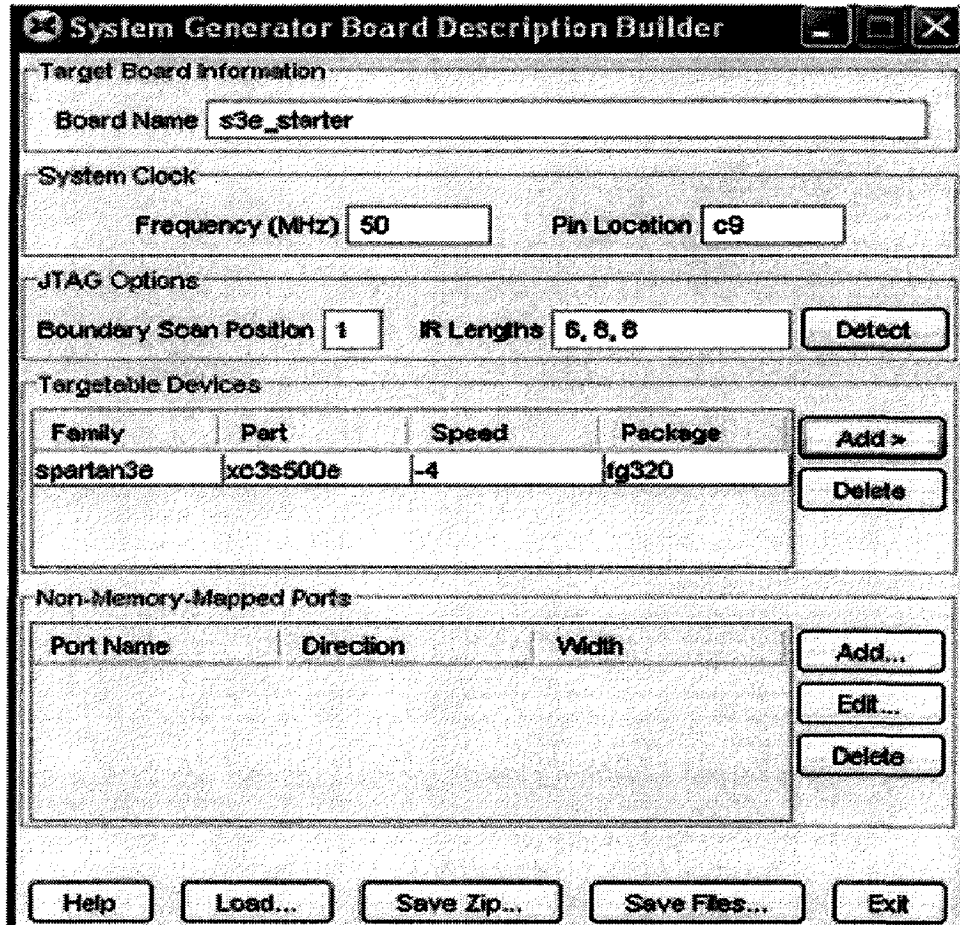 System Generator Board Description Builder
Target Board Information
Board Name s3e_starter
System Clock
Frequency (MHz) 50 Pin Location c9
JTAG Options
Boundary Scan Position 1 IR Lengths 6, 8, 8 Detect
Targetable Devices
Family Part Speed Package Add >
spartan3e xc3s500e -4 fg320
Delete
Non-Memory-Mapped Ports
Port Name Direction Width Add...
Edit...
Delete
Help Load... Save Zip... Save Files... Exit